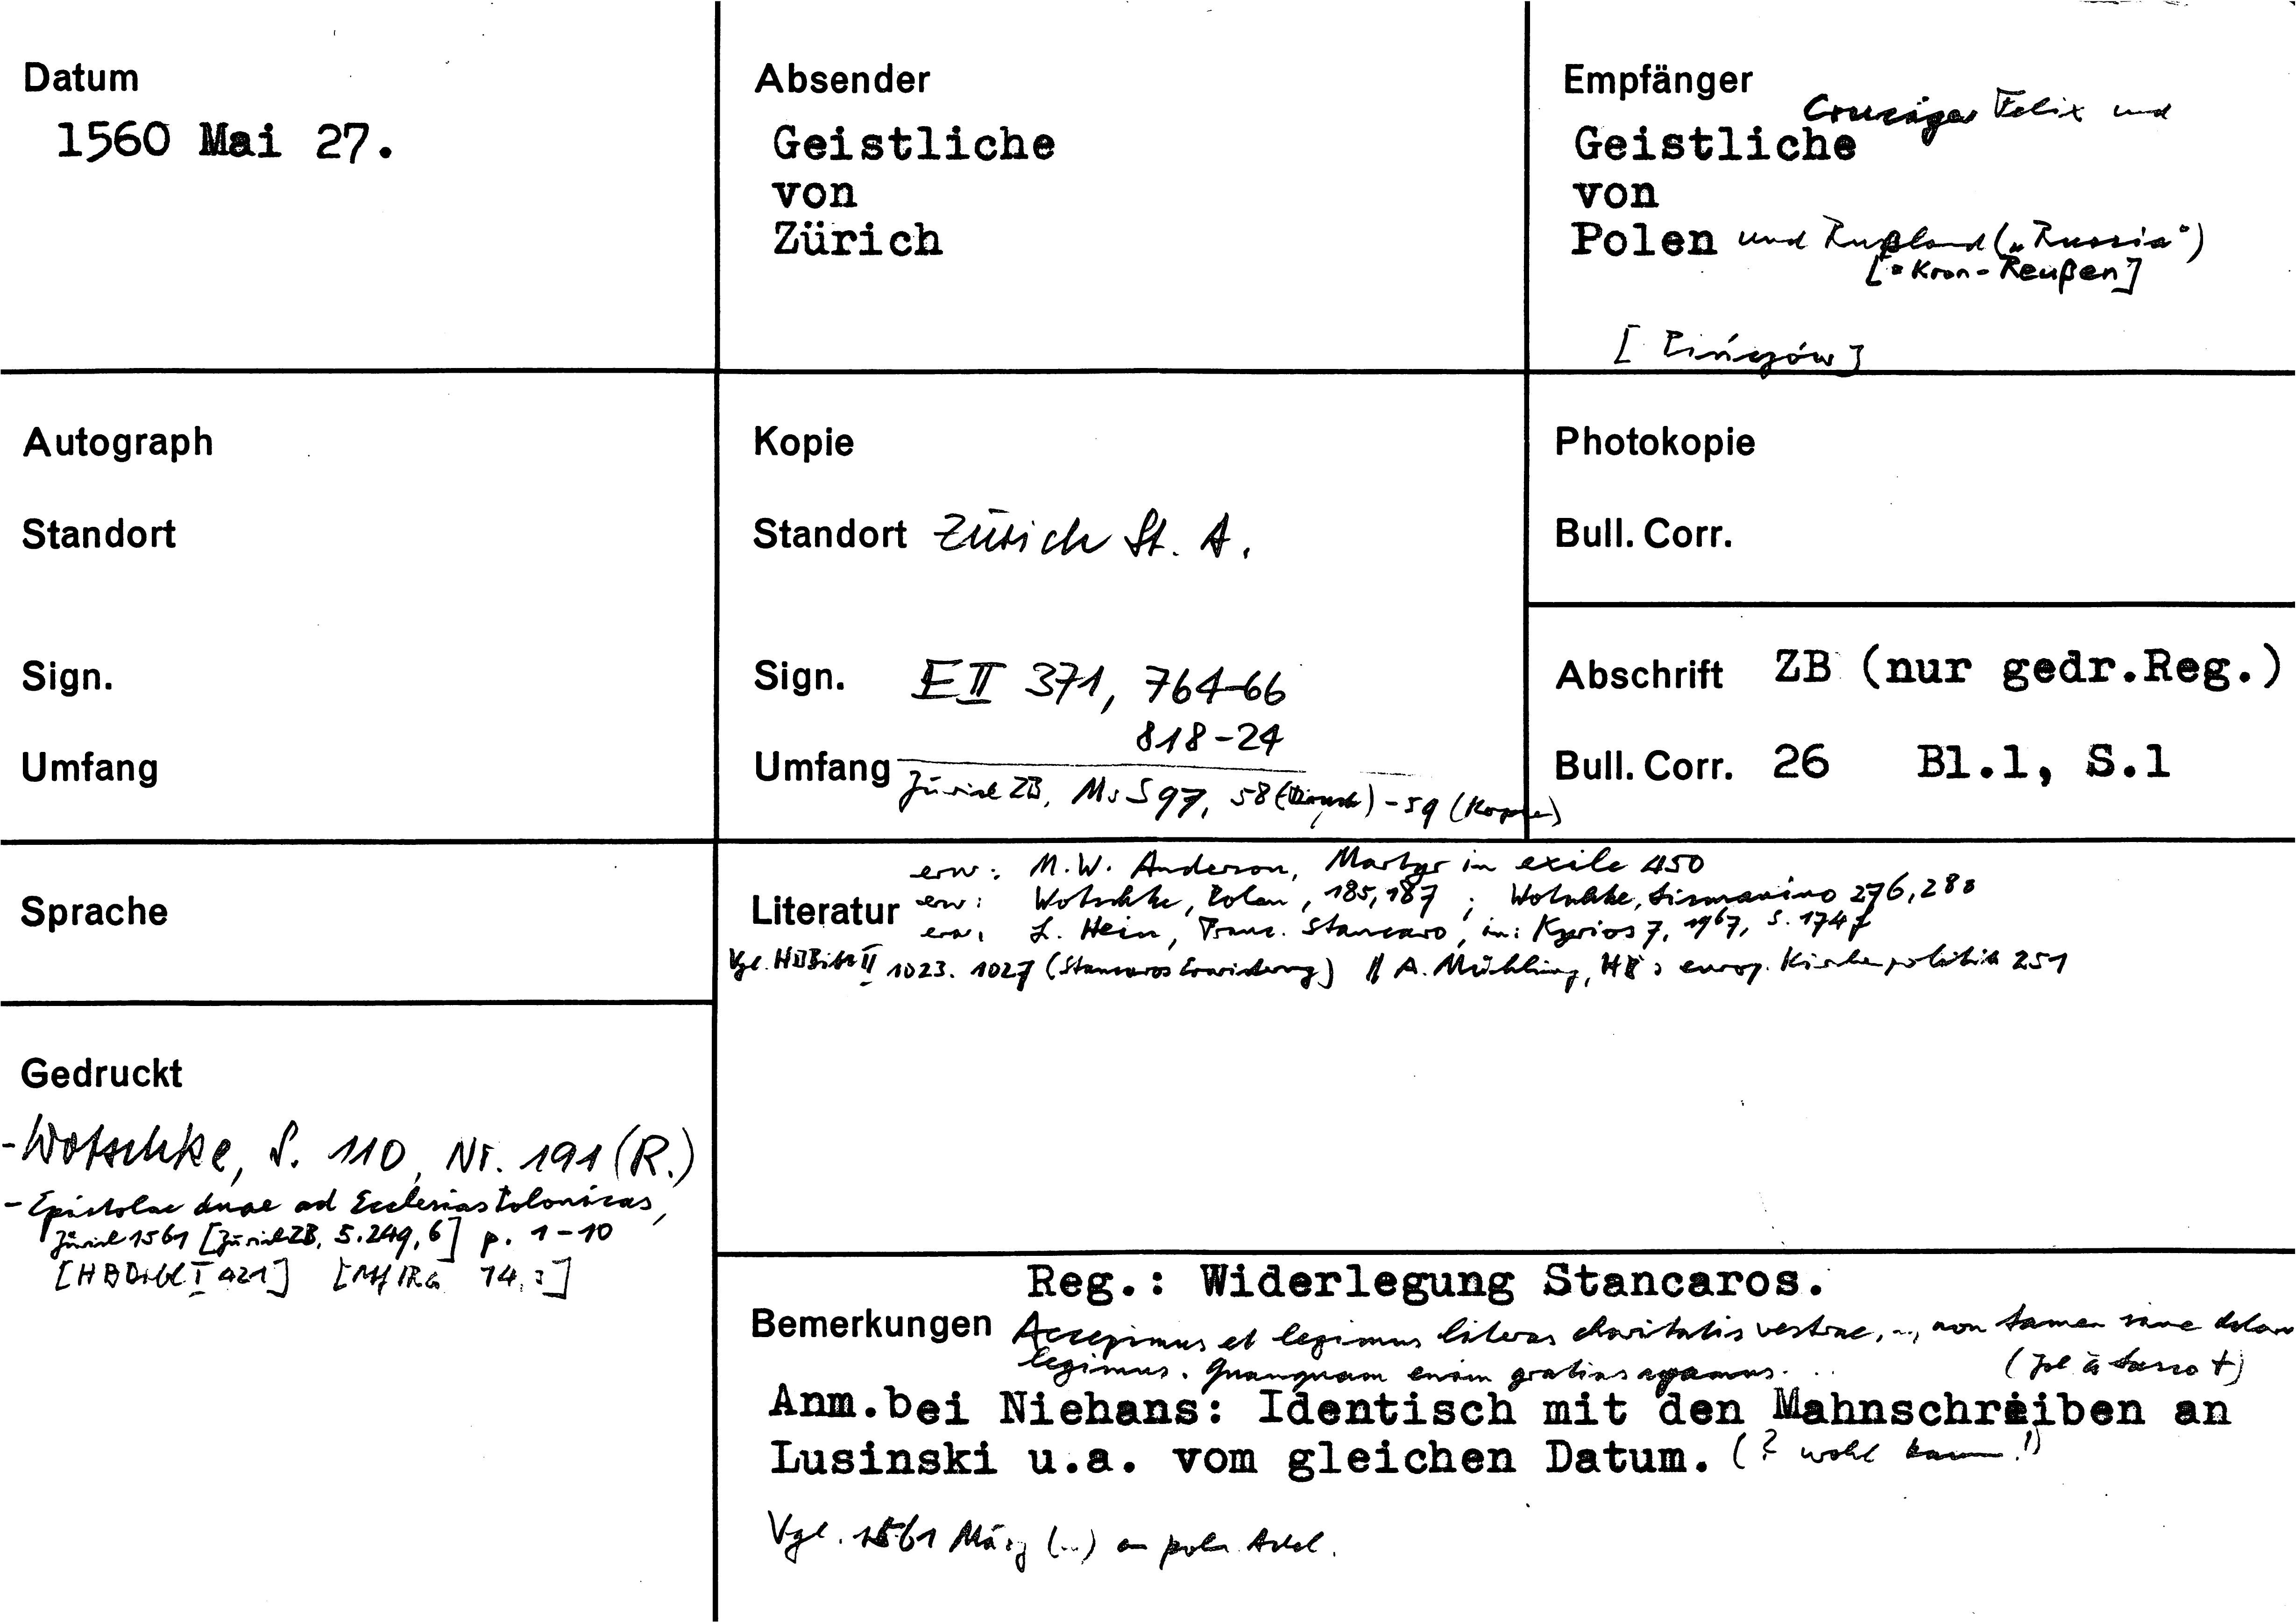 Datum
1560 Mai 27.
Absender
Geistliche
von
Zürich
Empfänger
Cruciger Felix und
Geistliche
von
Polen und Rußland („Russia“)
[= Kron-Reußen]
[Pińczów]
Autograph
Standort
Sign.
Umfang
Kopie
Standort Zürich St. A.
Sign. E II 371, 764-66
818-24
Umfang Zürich ZB, Ms S 97, 58 (Druck) - 59 (Kopie)
Photokopie
Bull. Corr.
Abschrift ZB (nur gedr.Reg.)
Bull. Corr. 26 Bl.1, S.1
Sprache
Gedruckt
- Wotschke, S. 110, Nr. 191 (R.)
- Epistolae duae ad Ecclesias Polonicas,
Zürich 1561 [Zürich ZB, 5.249,6] p. 1-10
[HBBibl I 421] [Mf IRG 14:]
Literatur
erw: M.W. Anderson, Martyr in exile 450
erw: Wotschke, Polen, 185, 187; Wotschke, Lismanino 276, 288
erw. L. Hein, Franc. Stancaro, in: Kyrios 7, 1967, S. 174 f
Vgl. HBBibl II 1023. 1027 (Stancaros Erwiderung) // A. Mühling, HB's europ. Kirchenpolitik 251
Reg.: Widerlegung Stancaros.
Bemerkungen Accepimus et legimus literas charitatis vestrae, .., non tamen sine dolore
legimus. Quanquam enim gratias agamus...
Anm.bei Niehans: Identisch mit den Mahnschreiben an
Lusinski u.a. vom gleichen Datum. (? wohl kaum!)
Vgl. 1561 März (..) an poln. Adel.